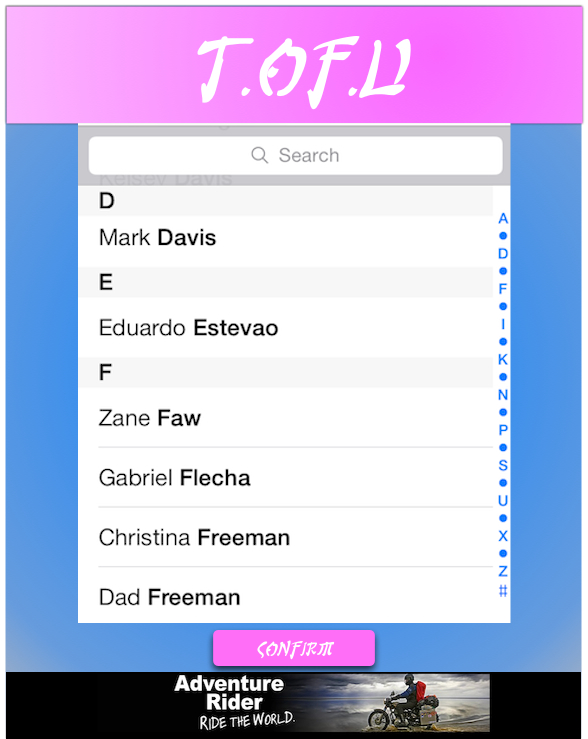 T.O.F.U
Search
Kelsey Davis
D
Mark Davis
E
Eduardo Estevao
F
Zane Faw
Gabriel Flecha
Christina Freeman
Dad Freeman
A
D
F
I
K
N
P
S
U
X
Z
#
CONFIRM
Adventure
Rider
RIDE THE WORLD.